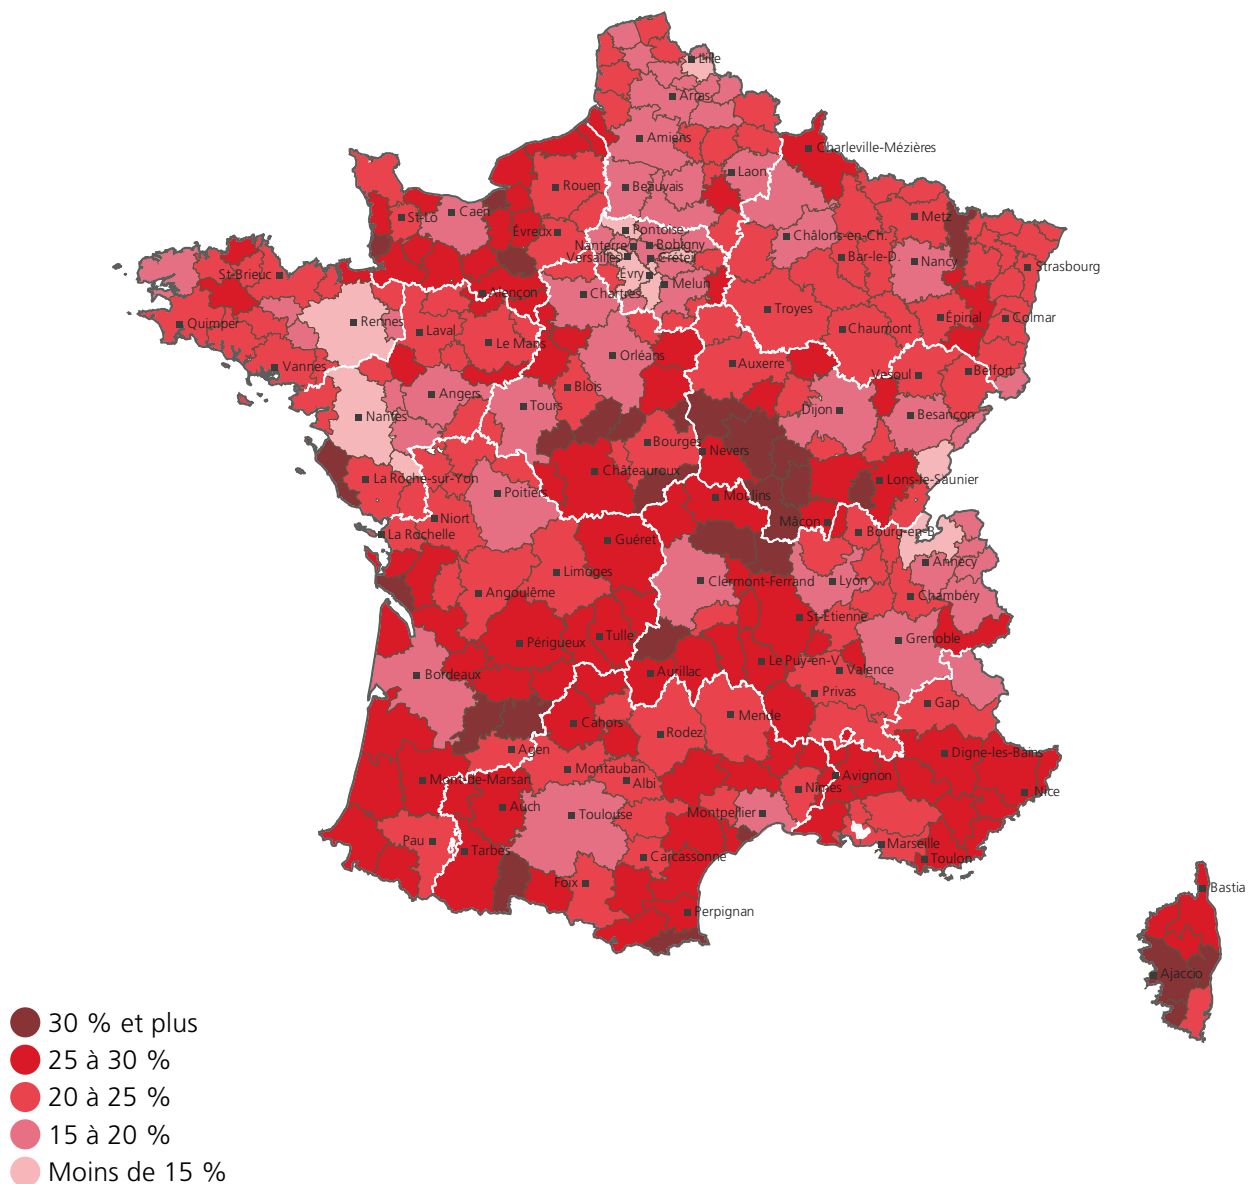 Lille
Arras
Amiens
Charleville-Mézières
Laon
Rouen
Beauvais
St-Lô
Caen
Metz
Évreux
Pontoise
Châlons-en-Ch.
Nanterre
Bobigny
Versailles
Créteil
Bar-le-D.
Nancy
Strasbourg
St-Brieuc
Évry
Melun
Alençon
Chartres
Troyes
Quimper
Rennes
Laval
Le Mans
Chaumont
Épinal
Colmar
Orléans
Vannes
Auxerre
Vesoul
Belfort
Angers
Blois
Tours
Dijon
Besançon
Nantes
Bourges
Nevers
Châteauroux
La Roche-sur-Yon
Lons-le-Saunier
Poitiers
Moulins
Niort
Mâcon
La Rochelle
Bourg-en-B.
Guéret
Annecy
Limoges
Clermont-Ferrand
Lyon
Angoulême
Chambéry
St-Étienne
Périgueux
Tulle
Grenoble
Bordeaux
Aurillac
Le Puy-en-V.
Valence
Privas
Gap
Cahors
Mende
Rodez
Agen
Digne-les-Bains
Mont-de-Marsan
Montauban
Albi
Avignon
Nîmes
Nice
Auch
Toulouse
Montpellier
Pau
Tarbes
Marseille
Carcassonne
Toulon
Foix
Bastia
Perpignan
Ajaccio
30 % et plus
25 à 30 %
20 à 25 %
15 à 20 %
Moins de 15 %